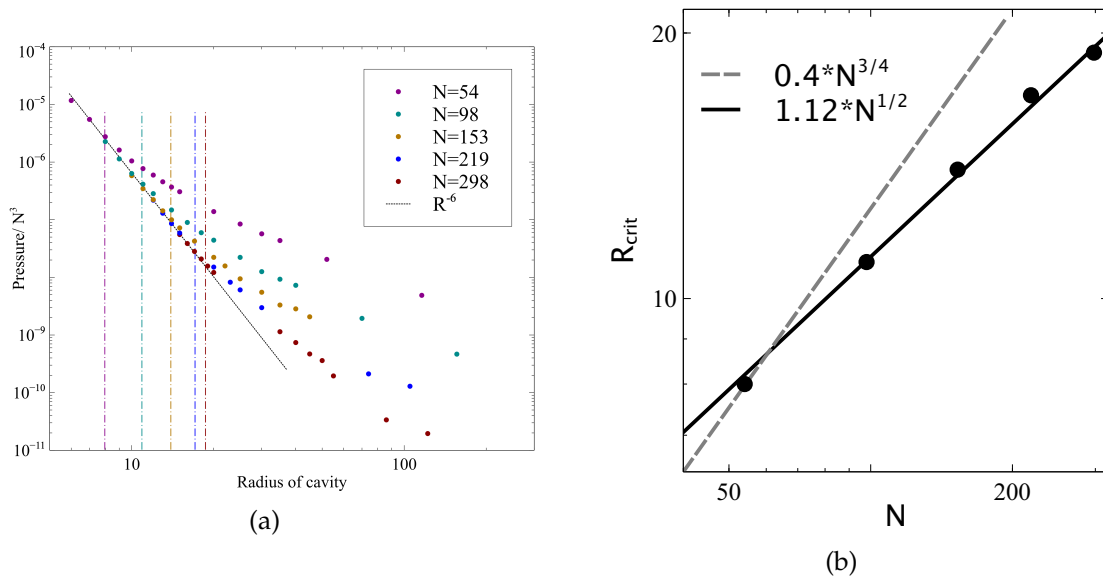 10⁻⁴
10⁻⁵
10⁻⁶
10⁻⁹
10⁻¹⁰
10⁻¹¹
Pressure/ N³
N=54
N=98
N=153
N=219
N=298
R⁻⁶
10
100
Radius of cavity
(a)
20
10
R_crit
0.4*N^{3/4}
1.12*N^{1/2}
50
200
N
(b)